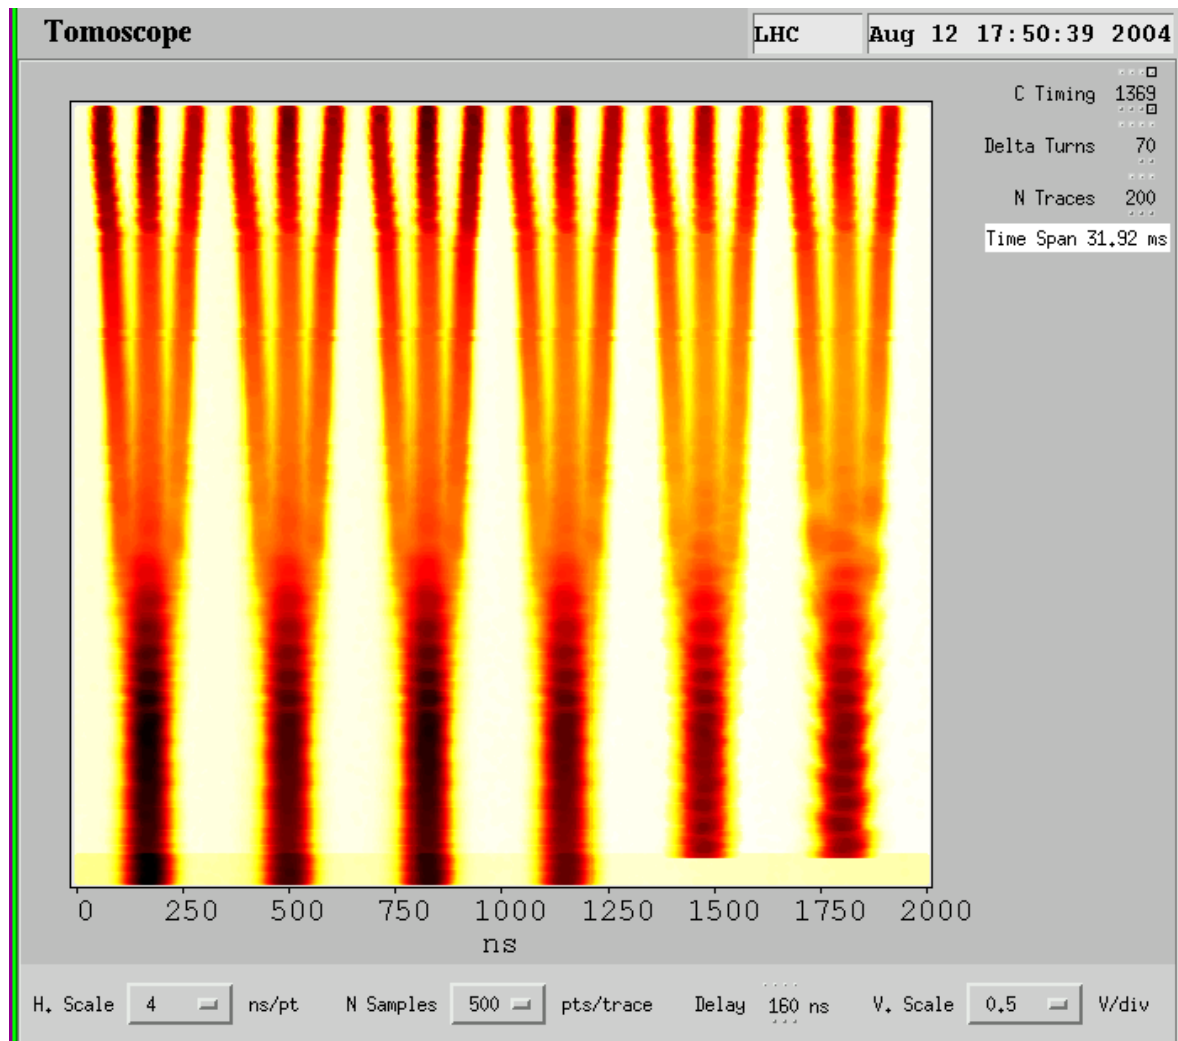 Tomoscope
LHC
Aug 12 17:50:39 2004
C Timing 1369
Delta Turns 70
N Traces 200
Time Span 31.92 ms
0 250 500 750 1000 1250 1500 1750 2000
ns
H. Scale 4 ns/pt N Samples 500 pts/trace Delay 160 ns V. Scale 0.5 V/div